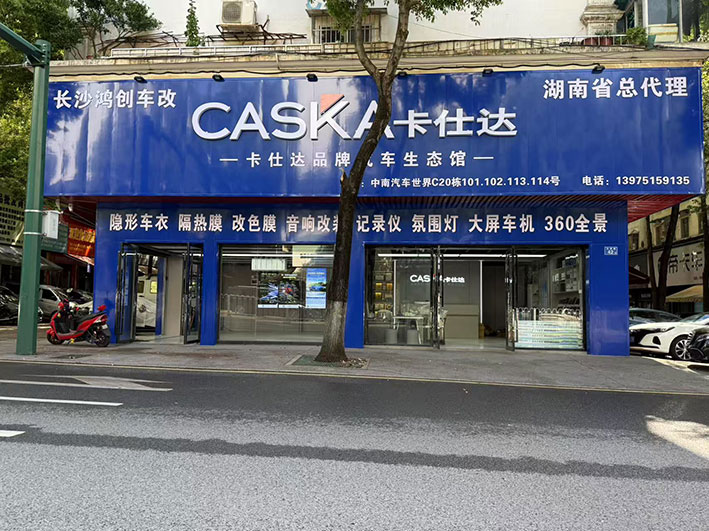 长沙鸿创车改
CASKA卡仕达
湖南省总代理
—卡仕达品牌汽车生态馆—
：中南汽车世界C20栋101.102.113.114号
电话：13975159135
隐形车衣 隔热膜 改色膜 音响改装 记录仪 氛围灯 大屏车机 360全景
CASKA卡仕达